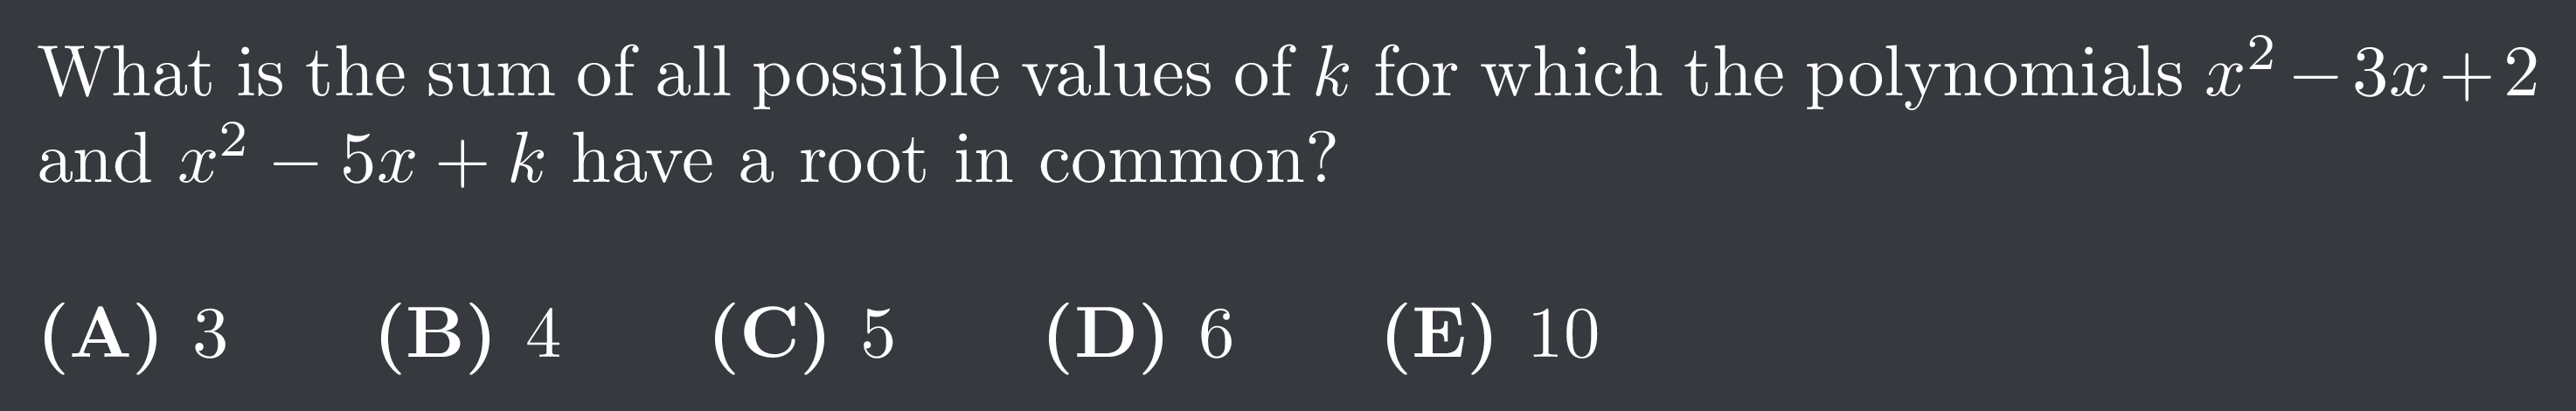 What is the sum of all possible values of k for which the polynomials x² − 3x + 2
and x² − 5x + k have a root in common?
(A) 3 (B) 4 (C) 5 (D) 6 (E) 10